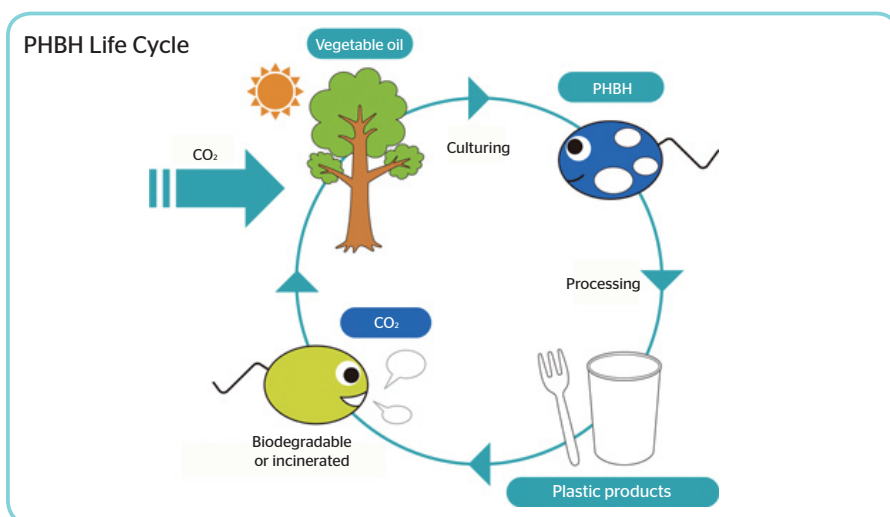 PHBH Life Cycle
Vegetable oil
PHBH
CO₂
Culturing
Processing
CO₂
Biodegradable
or incinerated
Plastic products